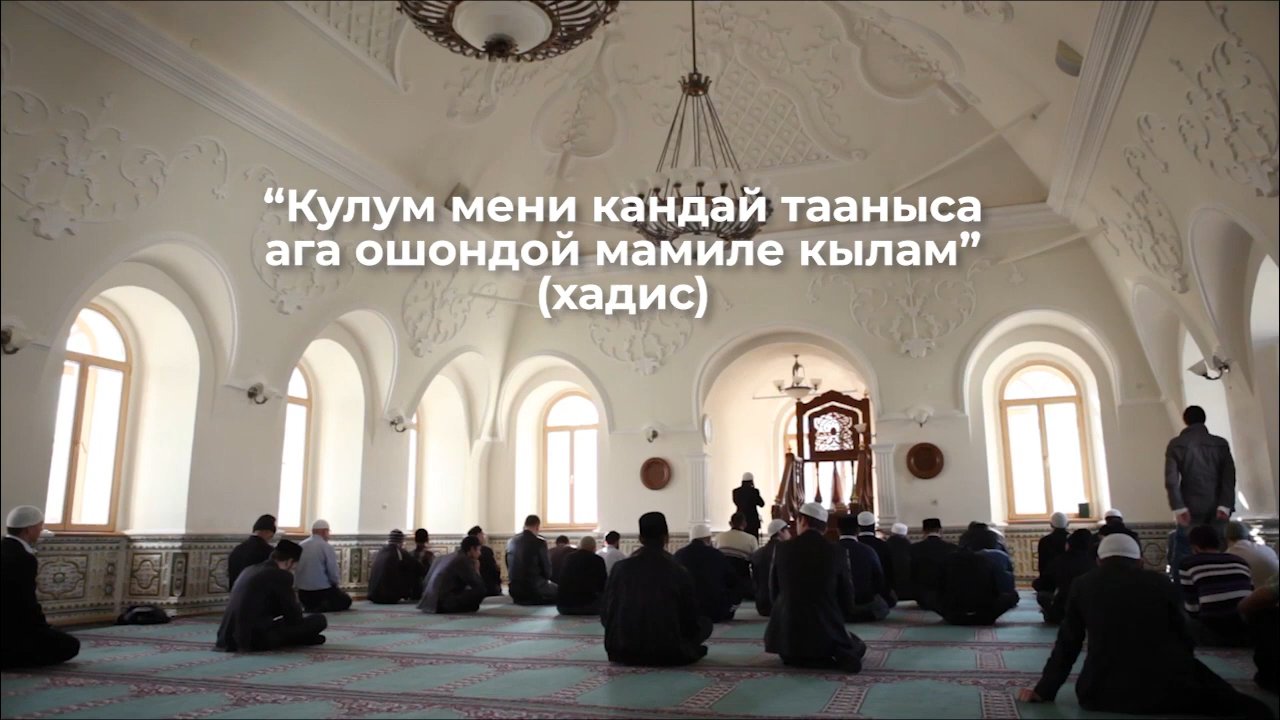 “Кулум мени кандай тааныса
ага ошондой мамиле кылам”
(хадис)